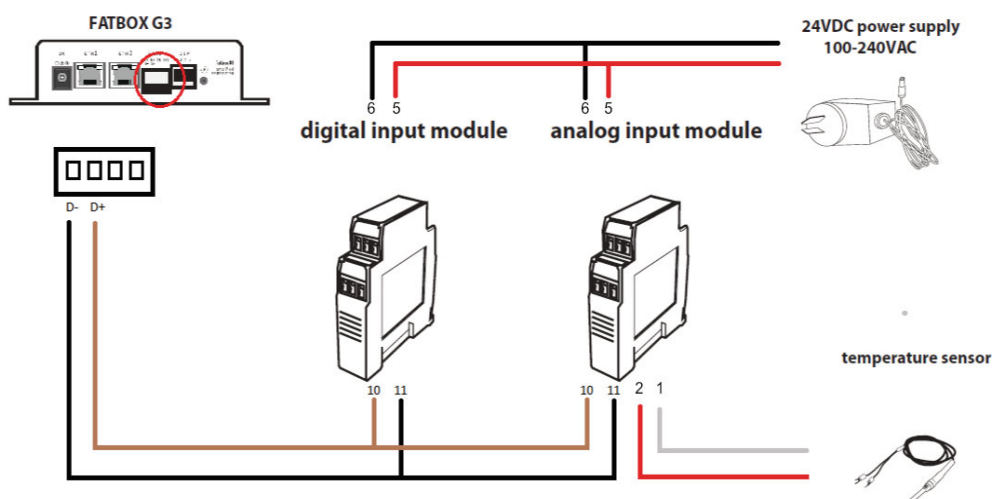 FATBOX G3
24VDC power supply
100-240VAC
6 5
6 5
digital input module
analog input module
D- D+
temperature sensor
10 11
10 11 2 1